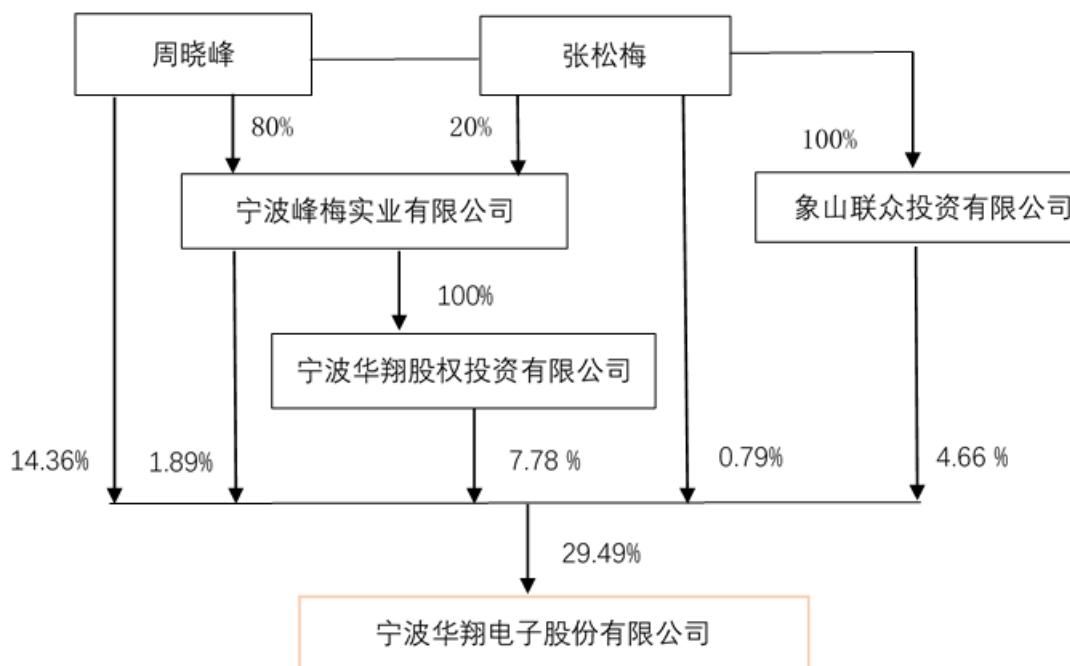 周晓峰
张松梅
80%
20%
100%
宁波峰梅实业有限公司
象山联众投资有限公司
100%
宁波华翔股权投资有限公司
14.36%
1.89%
7.78 %
0.79%
4.66 %
29.49%
宁波华翔电子股份有限公司